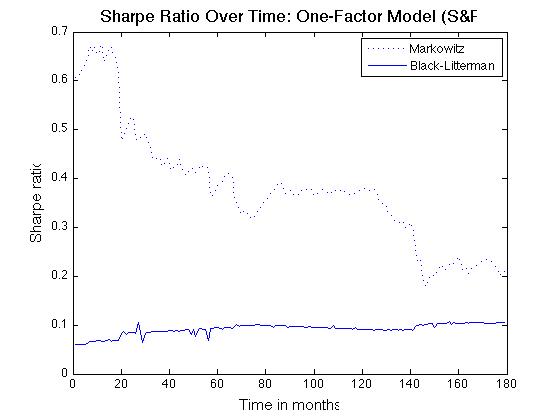 Sharpe Ratio Over Time: One-Factor Model (S&P
Markowitz
Black-Litterman
0.7
0.6
0.5
0.4
0.3
0.2
0.1
0
Sharpe ratio
0 20 40 60 80 100 120 140 160 180
Time in months